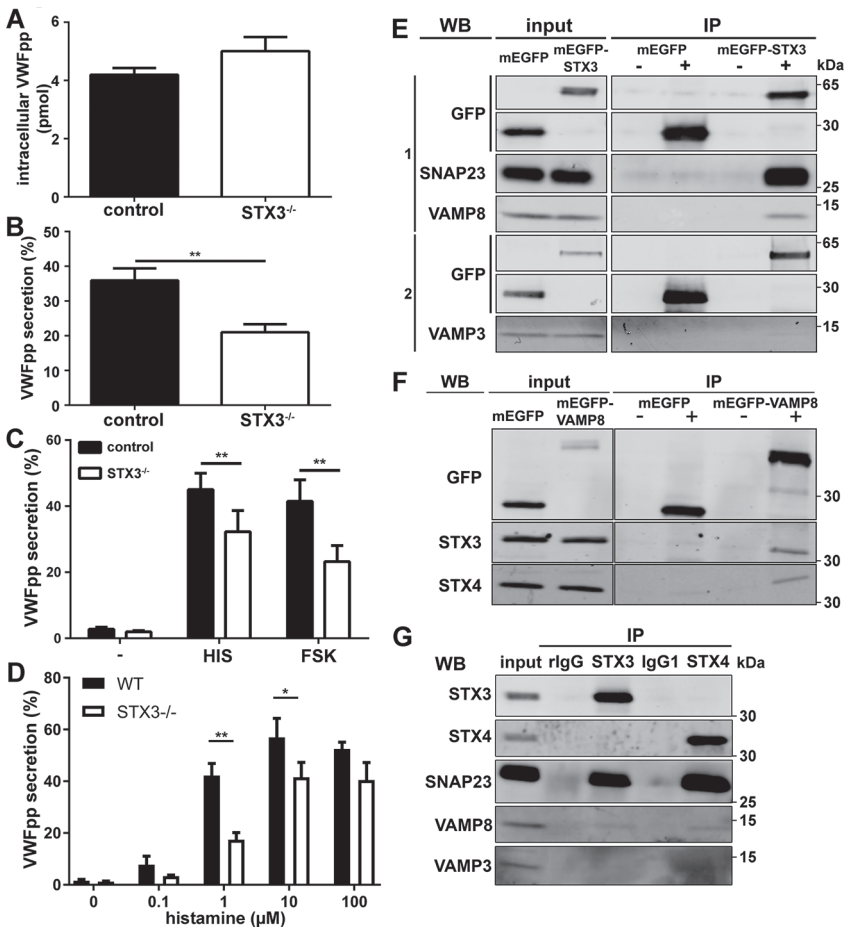 A
intracellular VWFpp
(pmol)
6
4
2
0
control
STX3-/-
B
VWFpp secretion (%)
50
40
30
20
10
0
**
control
STX3-/-
C
VWFpp secretion (%)
60
40
20
0
control
STX3-/-
**
**
-
HIS
FSK
D
VWFpp secretion (%)
80
60
40
20
0
WT
STX3-/-
**
*
0
0.1
1
10
100
histamine (µM)
E
WB
input
IP
mEGFP
mEGFP-
STX3
mEGFP
mEGFP-STX3
-
+
-
+
kDa
1
GFP
65
30
SNAP23
25
VAMP8
15
2
GFP
65
30
VAMP3
15
F
WB
input
IP
mEGFP
mEGFP-
VAMP8
mEGFP
mEGFP-VAMP8
-
+
-
+
GFP
30
STX3
30
STX4
30
G
IP
WB
input
rIgG
STX3
IgG1
STX4
kDa
STX3
30
STX4
30
SNAP23
25
VAMP8
15
VAMP3
15